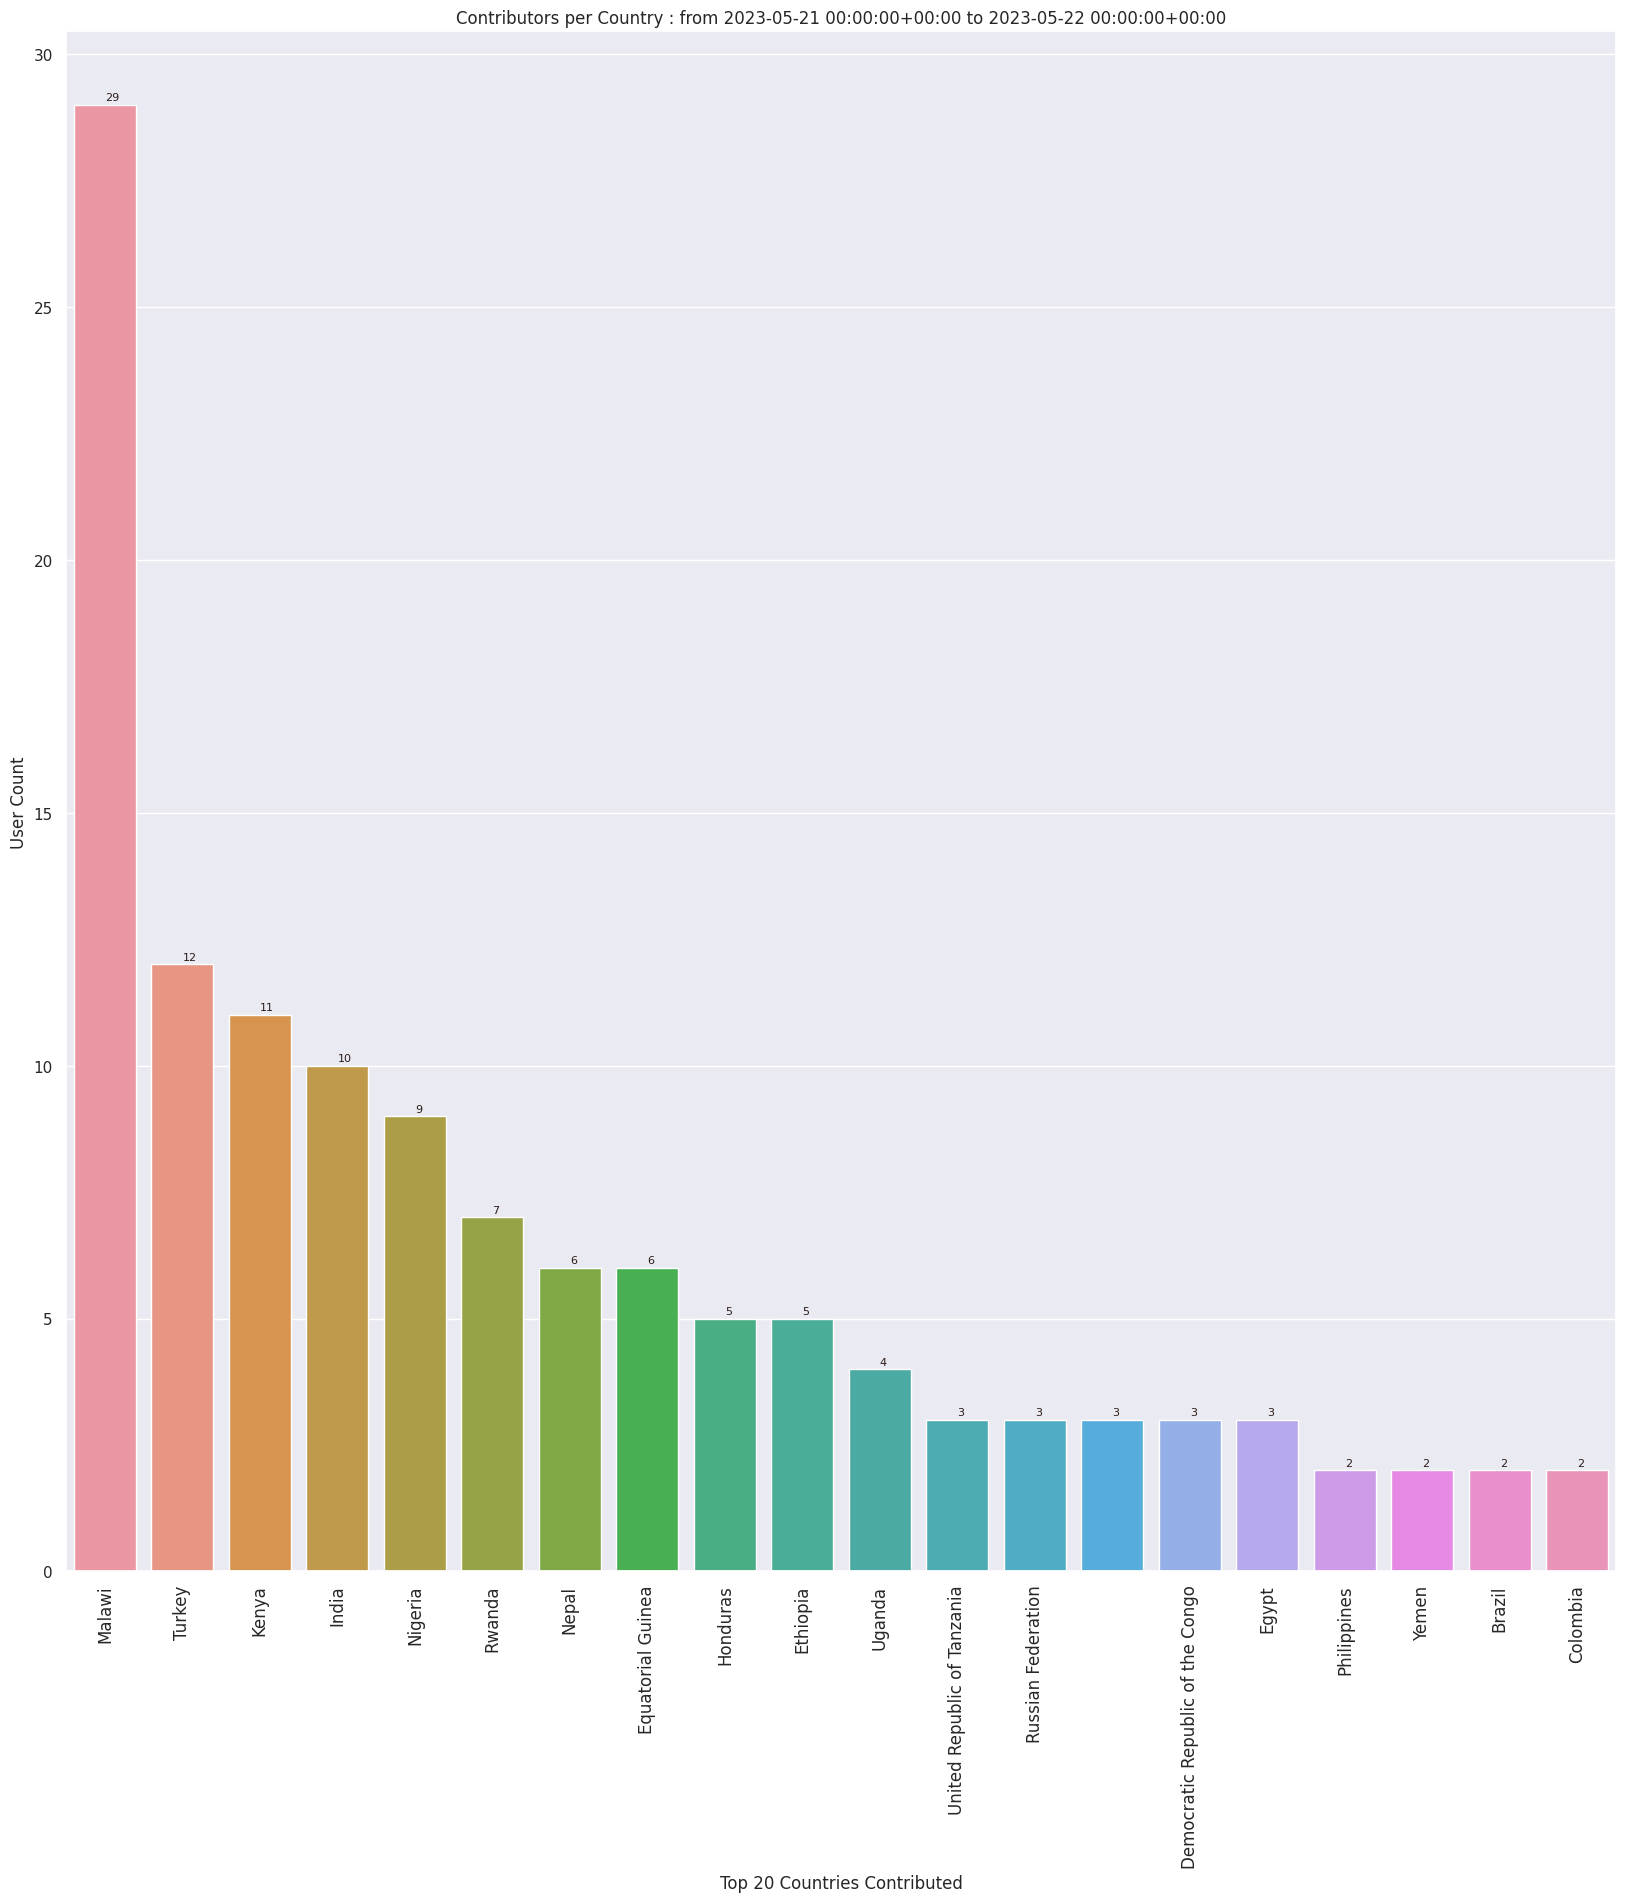 Contributors per Country : from 2023-05-21 00:00:00+00:00 to 2023-05-22 00:00:00+00:00
User Count
30
25
20
15
10
5
0
29
12
11
10
9
7
6
6
5
5
4
3
3
3
3
3
2
2
2
2
Malawi
Turkey
Kenya
India
Nigeria
Rwanda
Nepal
Equatorial Guinea
Honduras
Ethiopia
Uganda
United Republic of Tanzania
Russian Federation
Democratic Republic of the Congo
Egypt
Philippines
Yemen
Brazil
Colombia
Top 20 Countries Contributed